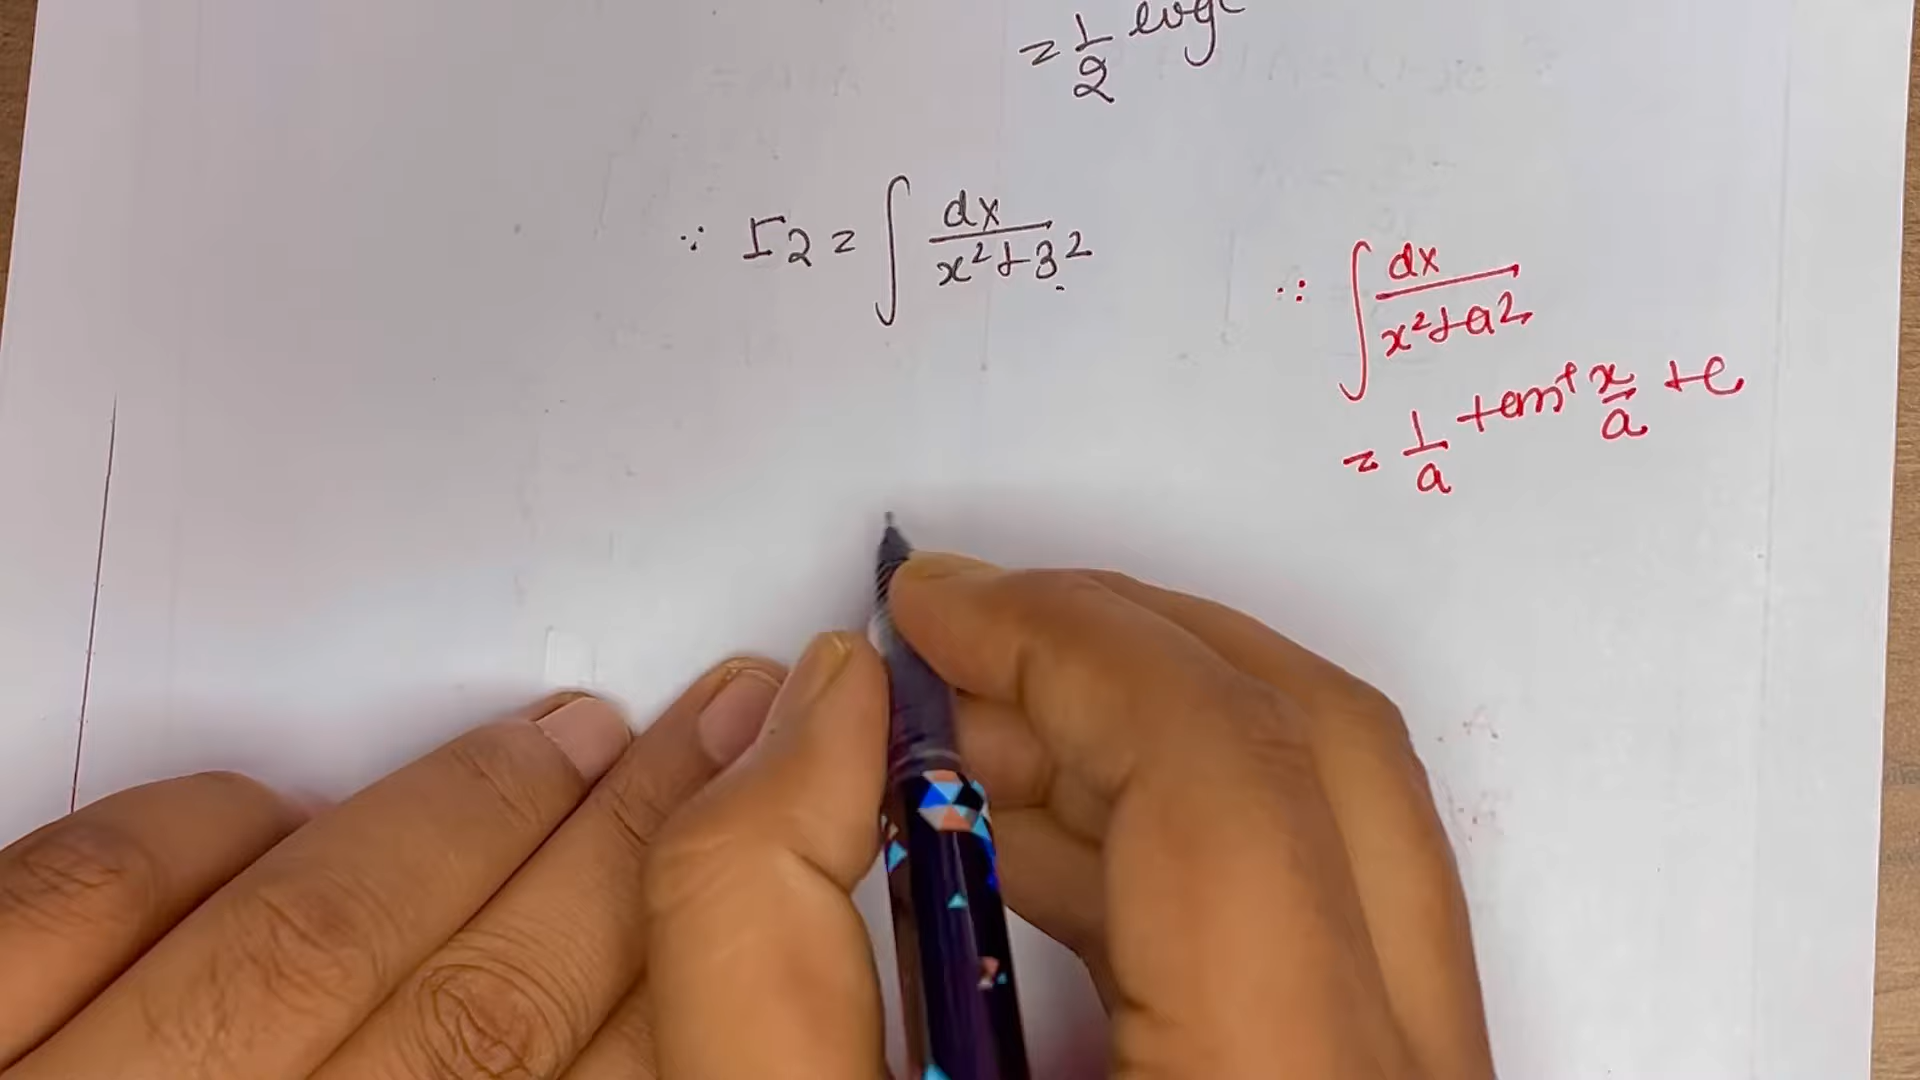 = 1/2 log
∵ I2 = ∫ dx/(x²+3²)
∵ ∫ dx/(x²+a²)
= 1/a tan⁻¹ x/a + c